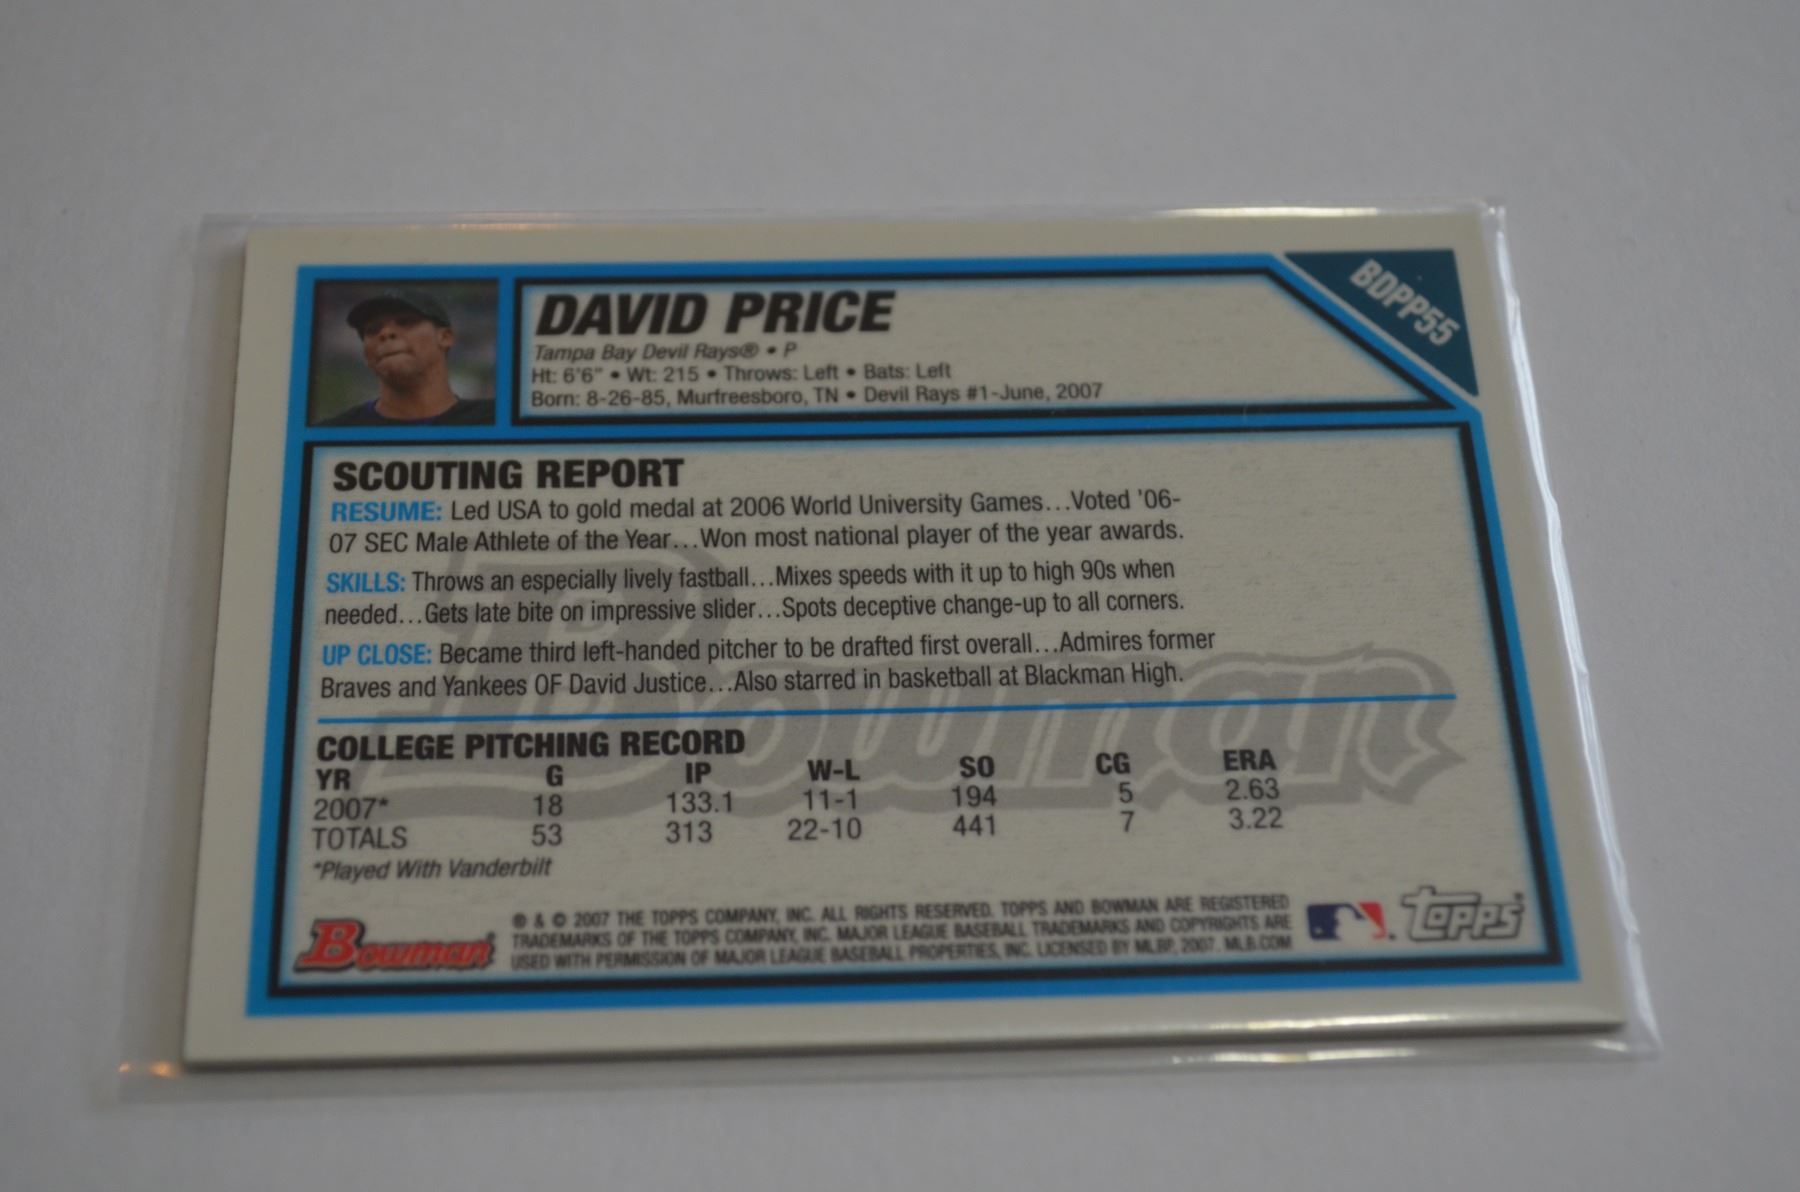 DAVID PRICE
BDPP55
Tampa Bay Devil Rays® • P
Ht: 6'6" • Wt: 215 • Throws: Left • Bats: Left
Born: 8-26-85, Murfreesboro, TN • Devil Rays #1-June, 2007
SCOUTING REPORT
RESUME: Led USA to gold medal at 2006 World University Games...Voted '06-
07 SEC Male Athlete of the Year...Won most national player of the year awards.
SKILLS: Throws an especially lively fastball...Mixes speeds with it up to high 90s when
needed...Gets late bite on impressive slider...Spots deceptive change-up to all corners.
UP CLOSE: Became third left-handed pitcher to be drafted first overall...Admires former
Braves and Yankees OF David Justice...Also starred in basketball at Blackman High.
Bowman
COLLEGE PITCHING RECORD
YR G IP W-L SO CG ERA
2007* 18 133.1 11-1 194 5 2.63
TOTALS 53 313 22-10 441 7 3.22
*Played With Vanderbilt
Bowman®
® & © 2007 THE TOPPS COMPANY, INC. ALL RIGHTS RESERVED. TOPPS AND BOWMAN ARE REGISTERED
TRADEMARKS OF THE TOPPS COMPANY, INC. MAJOR LEAGUE BASEBALL TRADEMARKS AND COPYRIGHTS ARE
USED WITH PERMISSION OF MAJOR LEAGUE BASEBALL PROPERTIES, INC. LICENSED BY MLBP, 2007. MLB.COM
Topps®